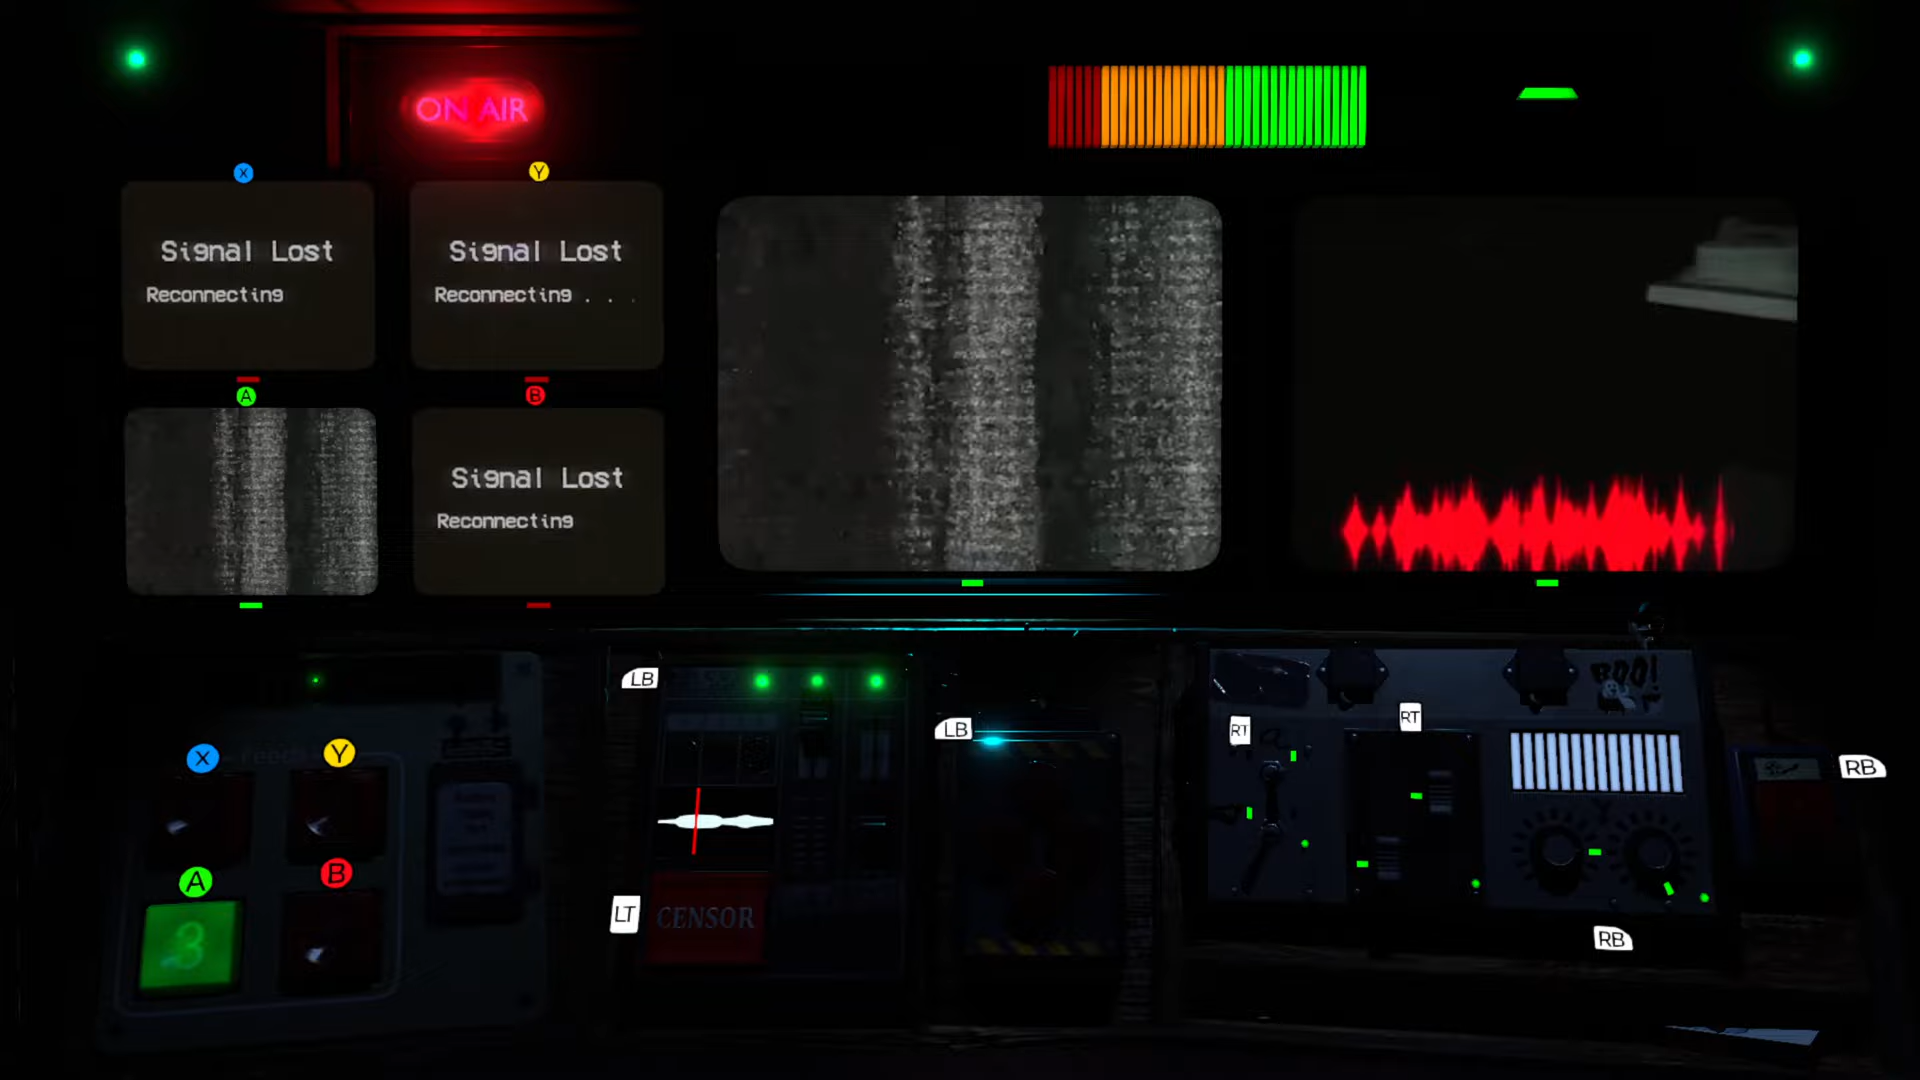 ON AIR
X
Y
Signal Lost
Reconnecting
Signal Lost
Reconnecting . . .
A
B
Signal Lost
Reconnecting
LB
LB
RT
RT
BOO!
X
Y
RB
A
B
3
LT
CENSOR
RB